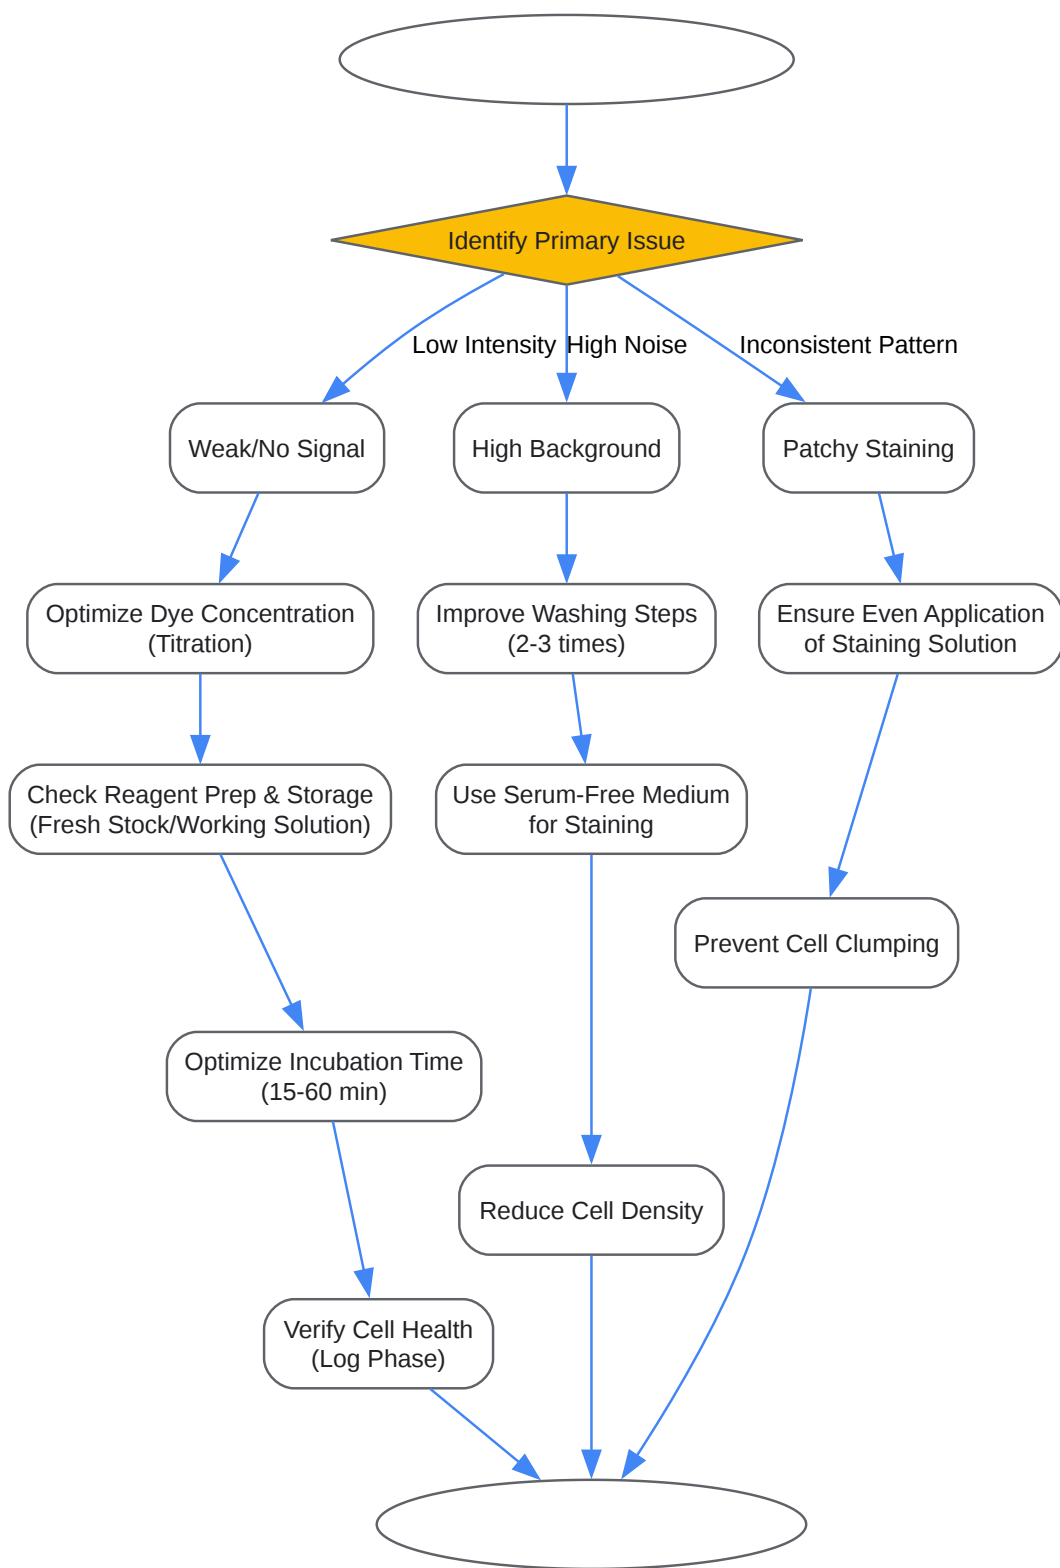 Identify Primary Issue
Low Intensity
High Noise
Inconsistent Pattern
Weak/No Signal
High Background
Patchy Staining
Optimize Dye Concentration
(Titration)
Improve Washing Steps
(2-3 times)
Ensure Even Application
of Staining Solution
Check Reagent Prep & Storage
(Fresh Stock/Working Solution)
Use Serum-Free Medium
for Staining
Prevent Cell Clumping
Optimize Incubation Time
(15-60 min)
Reduce Cell Density
Verify Cell Health
(Log Phase)